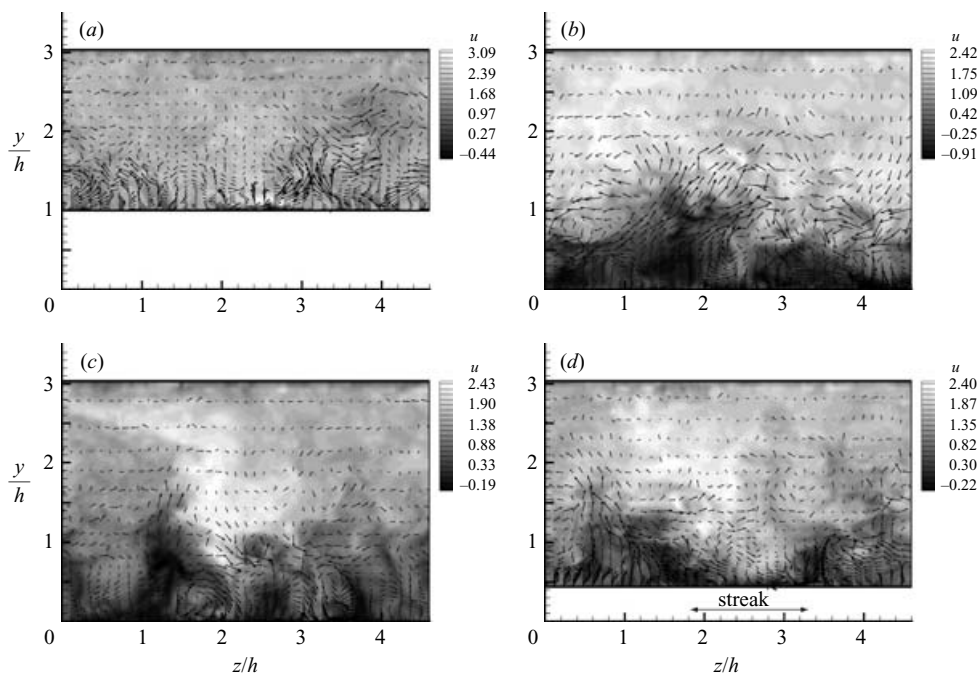 (a)
u
3.09
2.39
1.68
0.97
0.27
−0.44
3
2
1
0
y/h
1 2 3 4
(b)
u
2.42
1.75
1.09
0.42
−0.25
−0.91
3
2
1
0
1 2 3 4
(c)
u
2.43
1.90
1.38
0.88
0.33
−0.19
3
2
1
0
y/h
1 2 3 4
z/h
(d)
u
2.40
1.87
1.35
0.82
0.30
−0.22
3
2
1
0
streak
1 2 3 4
z/h